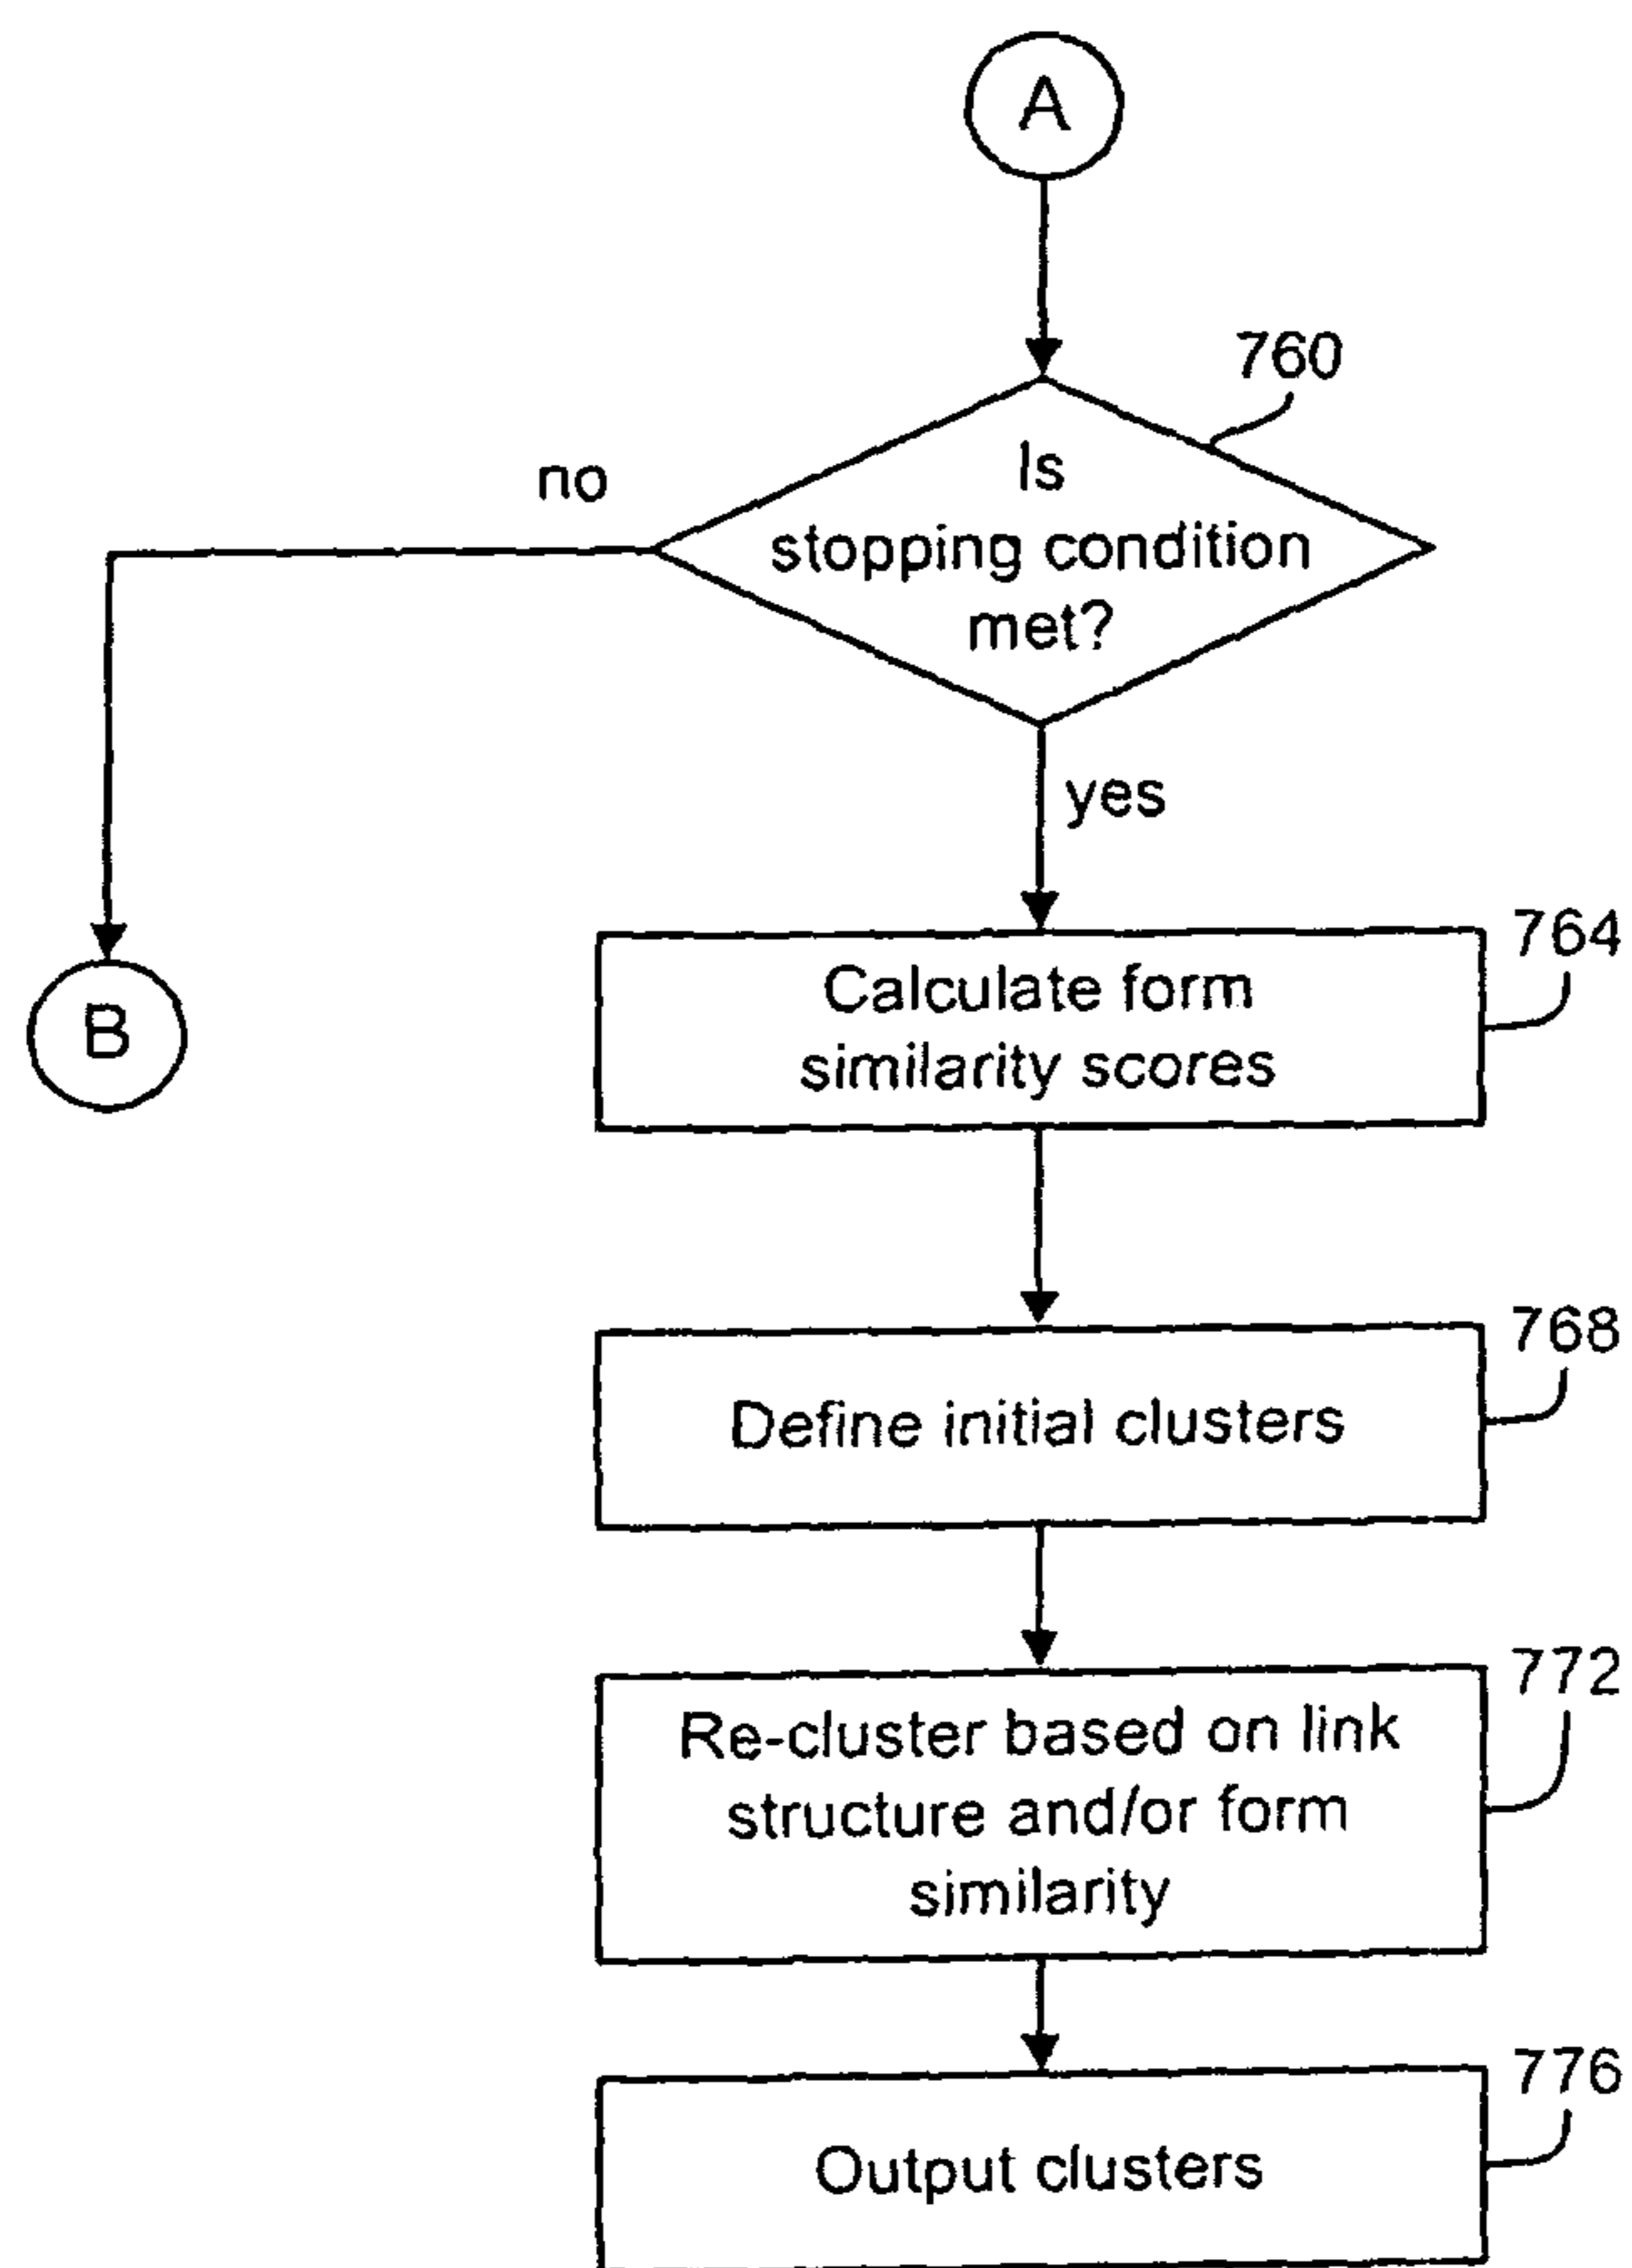 A
760
Is
stopping condition
met?
no
yes
B
764
Calculate form
similarity scores
768
Define initial clusters
772
Re-cluster based on link
structure and/or form
similarity
776
Output clusters